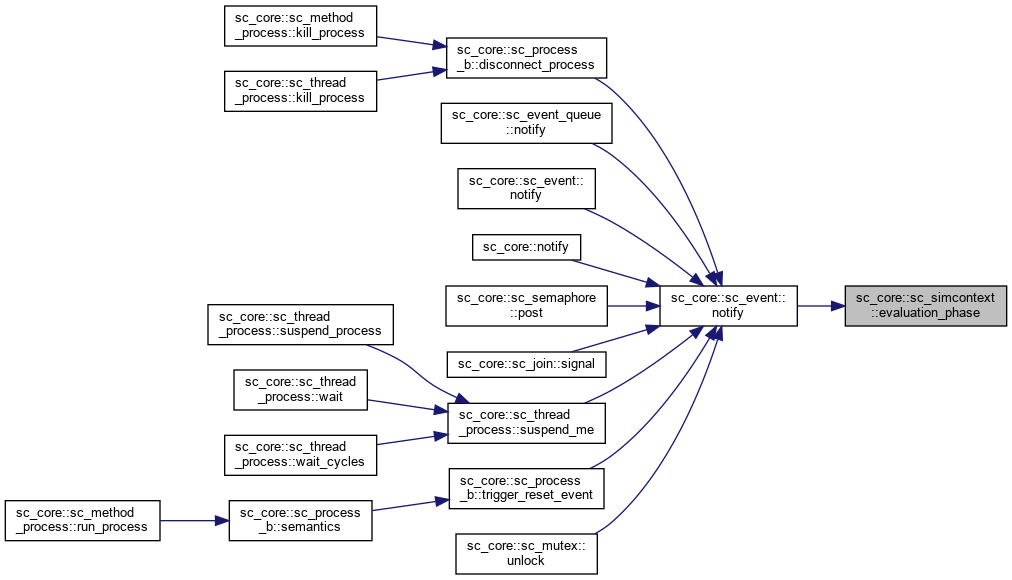 sc_core::sc_method
_process::kill_process
sc_core::sc_process
_b::disconnect_process
sc_core::sc_thread
_process::kill_process
sc_core::sc_event_queue
::notify
sc_core::sc_event::
notify
sc_core::notify
sc_core::sc_semaphore
::post
sc_core::sc_event::
notify
sc_core::sc_simcontext
::evaluation_phase
sc_core::sc_thread
_process::suspend_process
sc_core::sc_join::signal
sc_core::sc_thread
_process::wait
sc_core::sc_thread
_process::suspend_me
sc_core::sc_thread
_process::wait_cycles
sc_core::sc_process
_b::trigger_reset_event
sc_core::sc_method
_process::run_process
sc_core::sc_process
_b::semantics
sc_core::sc_mutex::
unlock